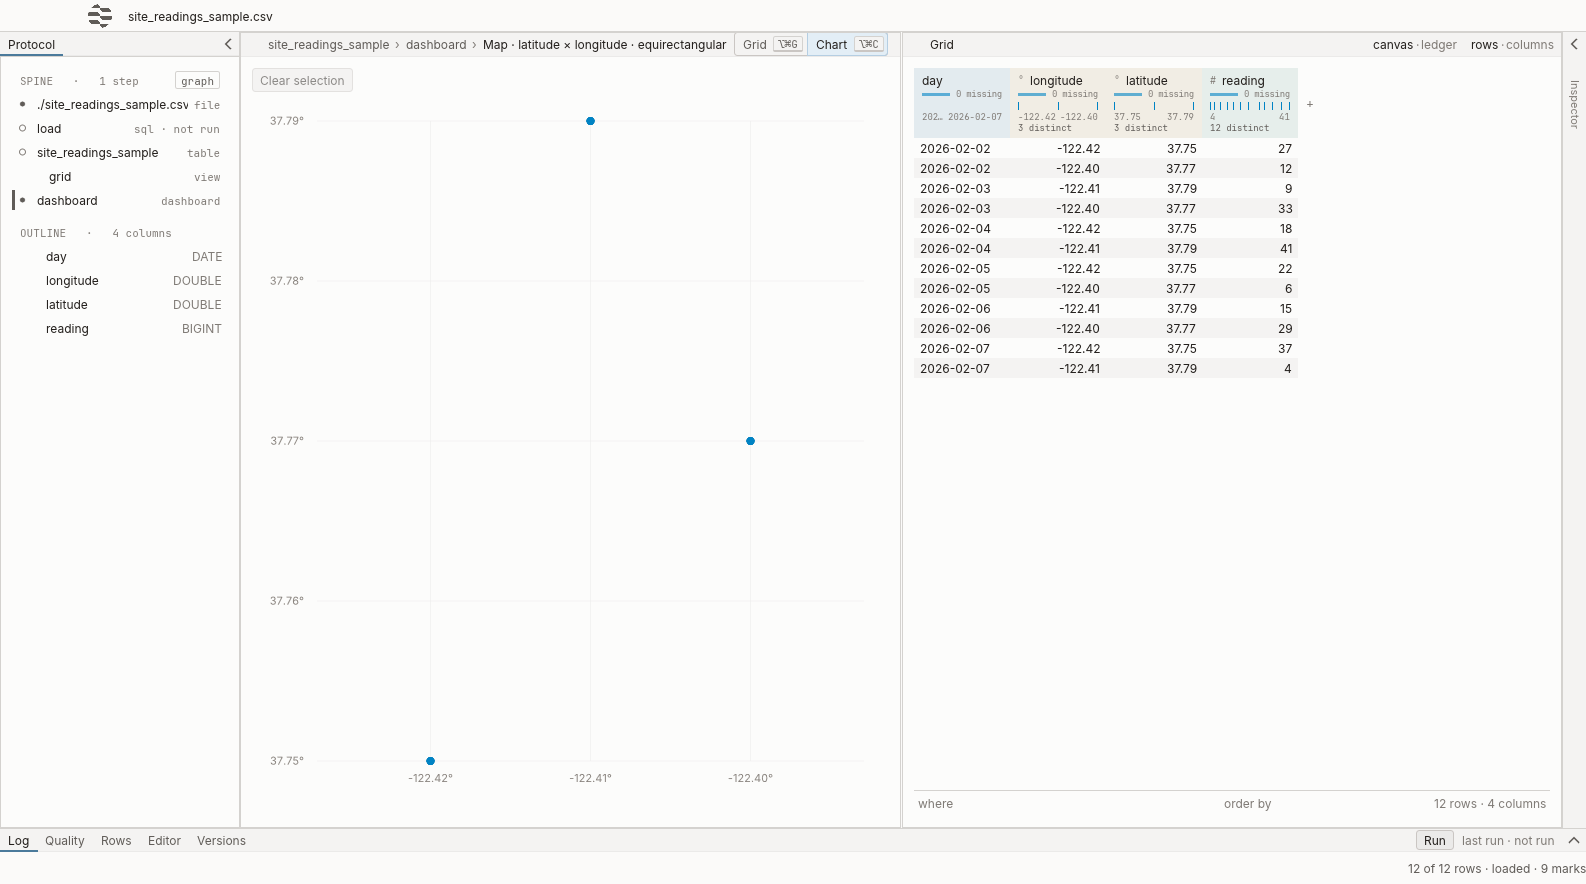 site_readings_sample.csv
Protocol
SPINE · 1 step graph
./site_readings_sample.csv file
load sql · not run
site_readings_sample table
grid view
dashboard dashboard
OUTLINE · 4 columns
day DATE
longitude DOUBLE
latitude DOUBLE
reading BIGINT
site_readings_sample › dashboard › Map · latitude × longitude · equirectangular Grid ⌥⌘G Chart ⌥⌘C
Clear selection
37.79°
37.78°
37.77°
37.76°
37.75°
-122.42° -122.41° -122.40°
Grid canvas · ledger rows · columns
day ° longitude ° latitude # reading
0 missing 0 missing 0 missing 0 missing
202… 2026-02-07 -122.42 -122.40 37.75 37.79 4 41
3 distinct 3 distinct 12 distinct
+
2026-02-02 -122.42 37.75 27
2026-02-02 -122.40 37.77 12
2026-02-03 -122.41 37.79 9
2026-02-03 -122.40 37.77 33
2026-02-04 -122.42 37.75 18
2026-02-04 -122.41 37.79 41
2026-02-05 -122.42 37.75 22
2026-02-05 -122.40 37.77 6
2026-02-06 -122.41 37.79 15
2026-02-06 -122.40 37.77 29
2026-02-07 -122.42 37.75 37
2026-02-07 -122.41 37.79 4
where order by 12 rows · 4 columns
Inspector
Log Quality Rows Editor Versions Run last run · not run
12 of 12 rows · loaded · 9 marks